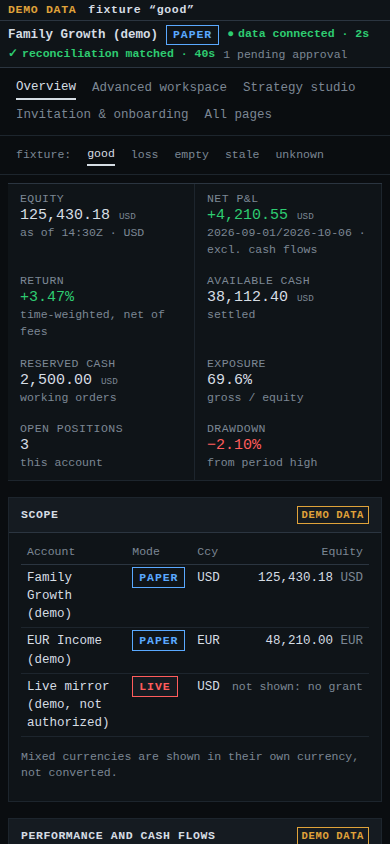 DEMO DATA fixture “good”
Family Growth (demo) PAPER ● data connected · 2s
✓ reconciliation matched · 40s 1 pending approval
Overview Advanced workspace Strategy studio
Invitation & onboarding All pages
fixture: good loss empty stale unknown
EQUITY
125,430.18 USD
as of 14:30Z · USD
NET P&L
+4,210.55 USD
2026-09-01/2026-10-06 ·
excl. cash flows
RETURN
+3.47%
time-weighted, net of
fees
AVAILABLE CASH
38,112.40 USD
settled
RESERVED CASH
2,500.00 USD
working orders
EXPOSURE
69.6%
gross / equity
OPEN POSITIONS
3
this account
DRAWDOWN
−2.10%
from period high
SCOPE DEMO DATA
Account Mode Ccy Equity
Family PAPER USD 125,430.18 USD
Growth
(demo)
EUR Income PAPER EUR 48,210.00 EUR
(demo)
Live mirror LIVE USD not shown: no grant
(demo, not
authorized)
Mixed currencies are shown in their own currency,
not converted.
PERFORMANCE AND CASH FLOWS DEMO DATA